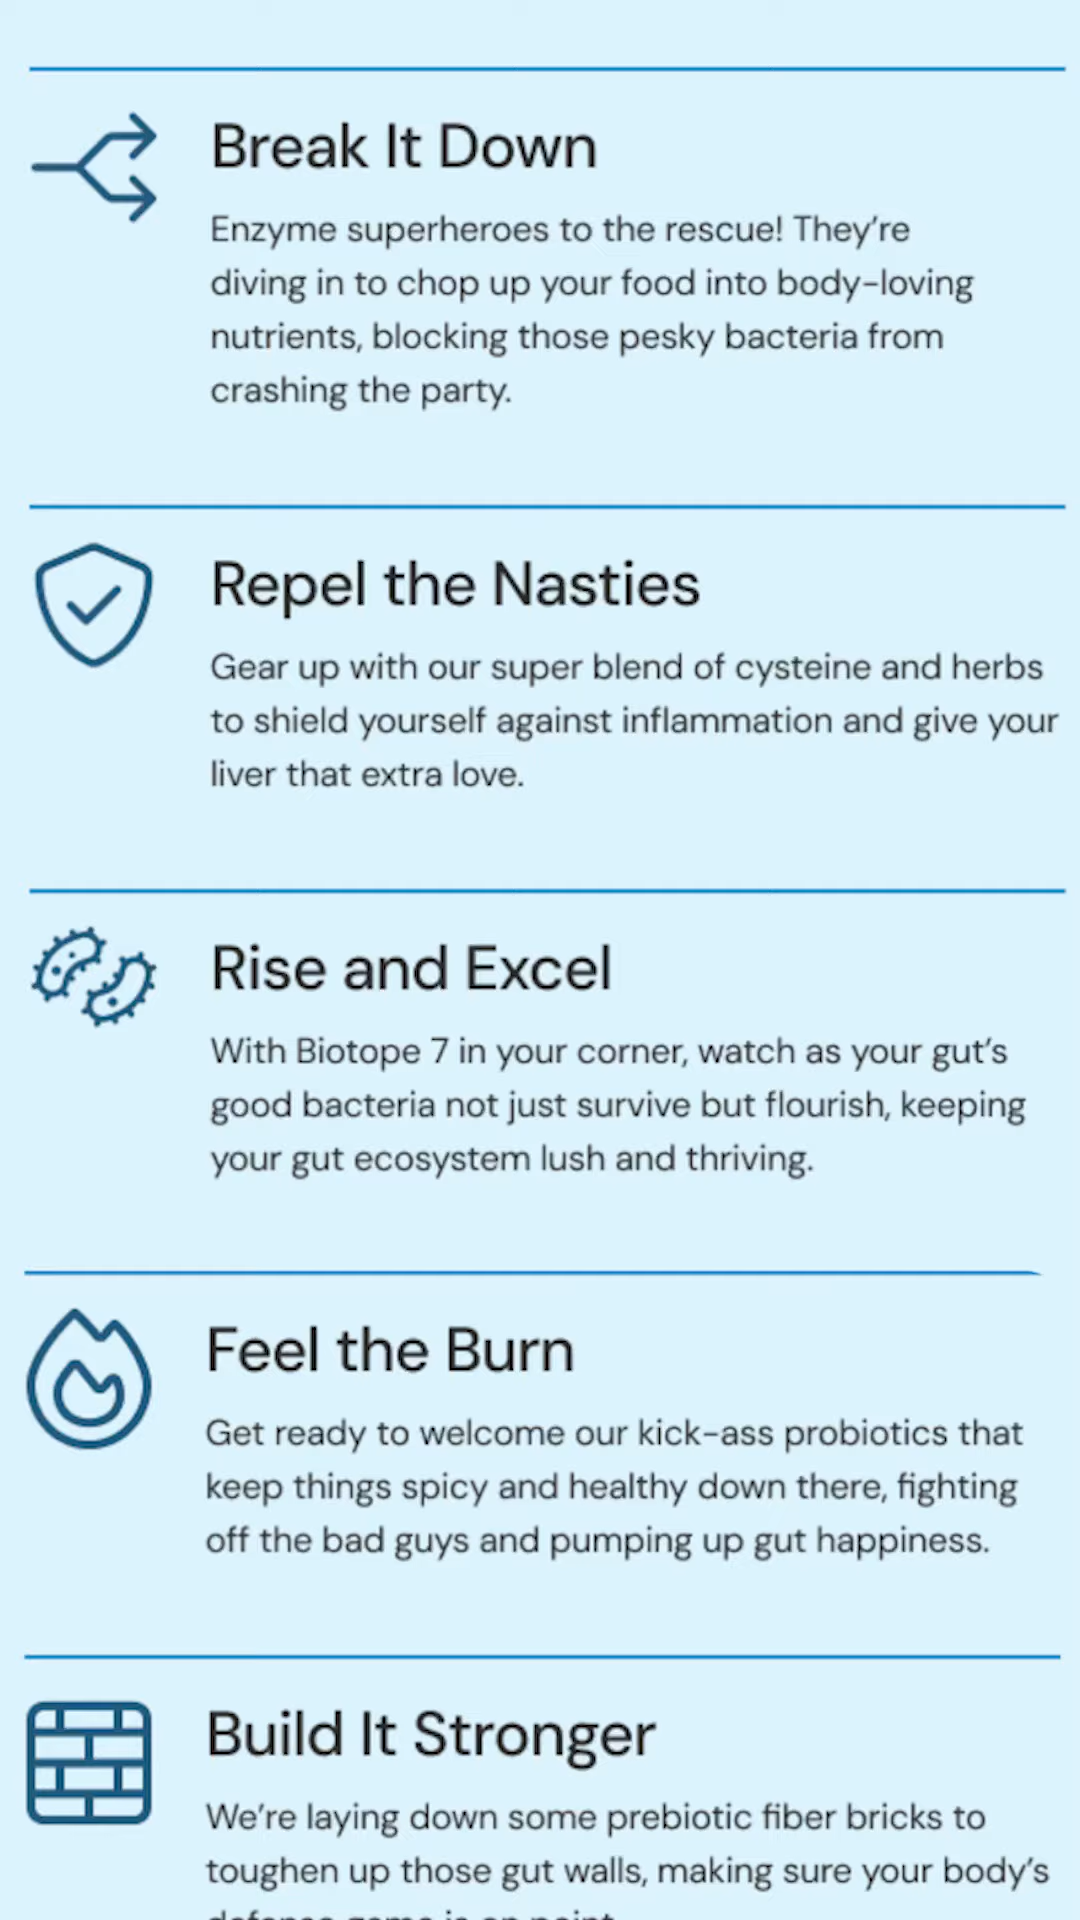 Break It Down
Enzyme superheroes to the rescue! They're
diving in to chop up your food into body-loving
nutrients, blocking those pesky bacteria from
crashing the party.
Repel the Nasties
Gear up with our super blend of cysteine and herbs
to shield yourself against inflammation and give your
liver that extra love.
Rise and Excel
With Biotope 7 in your corner, watch as your gut's
good bacteria not just survive but flourish, keeping
your gut ecosystem lush and thriving.
Feel the Burn
Get ready to welcome our kick-ass probiotics that
keep things spicy and healthy down there, fighting
off the bad guys and pumping up gut happiness.
Build It Stronger
We're laying down some prebiotic fiber bricks to
toughen up those gut walls, making sure your body's